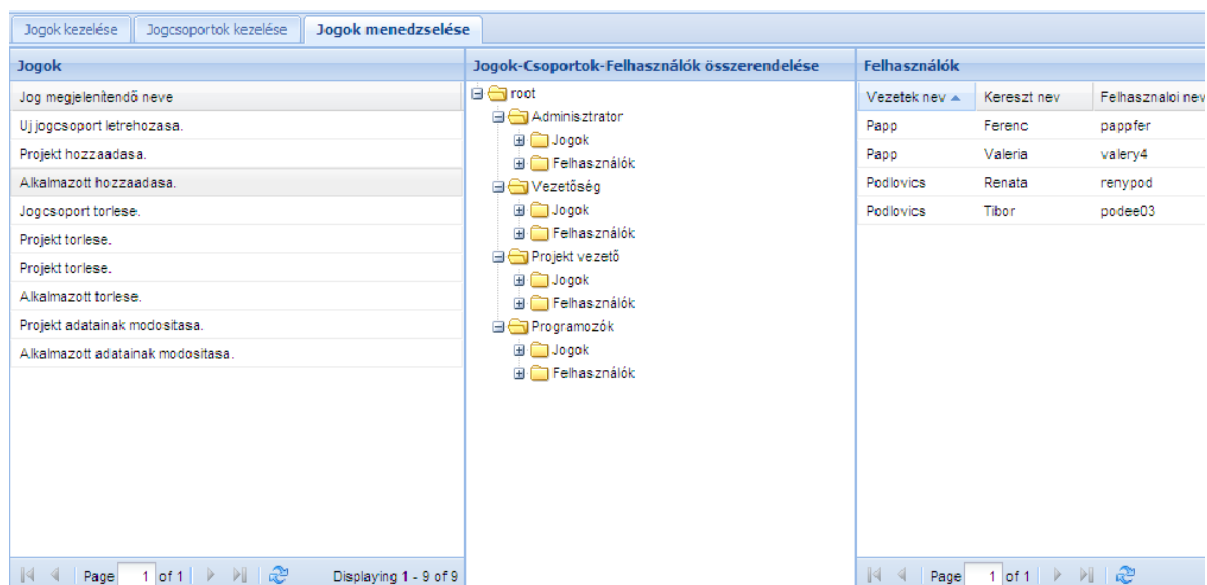 Jogok kezelése Jogcsoportok kezelése Jogok menedzselése
Jogok
Jog megjelenítendő neve
Uj jogcsoport letrehozasa.
Projekt hozzaadasa.
Alkalmazott hozzaadasa.
Jogcsoport torlese.
Projekt torlese.
Projekt torlese.
Alkalmazott torlese.
Projekt adatainak modositasa.
Alkalmazott adatainak modositasa.
Page 1 of 1 Displaying 1 - 9 of 9
Jogok-Csoportok-Felhasználók összerendelése
root
Adminisztrator
Jogok
Felhasználók
Vezetőség
Jogok
Felhasználók
Projekt vezető
Jogok
Felhasználók
Programozók
Jogok
Felhasználók
Felhasználók
Vezetek nev Kereszt nev Felhasznaloi nev
Papp Ferenc pappfer
Papp Valeria valery4
Podlovics Renata renypod
Podlovics Tibor podee03
Page 1 of 1